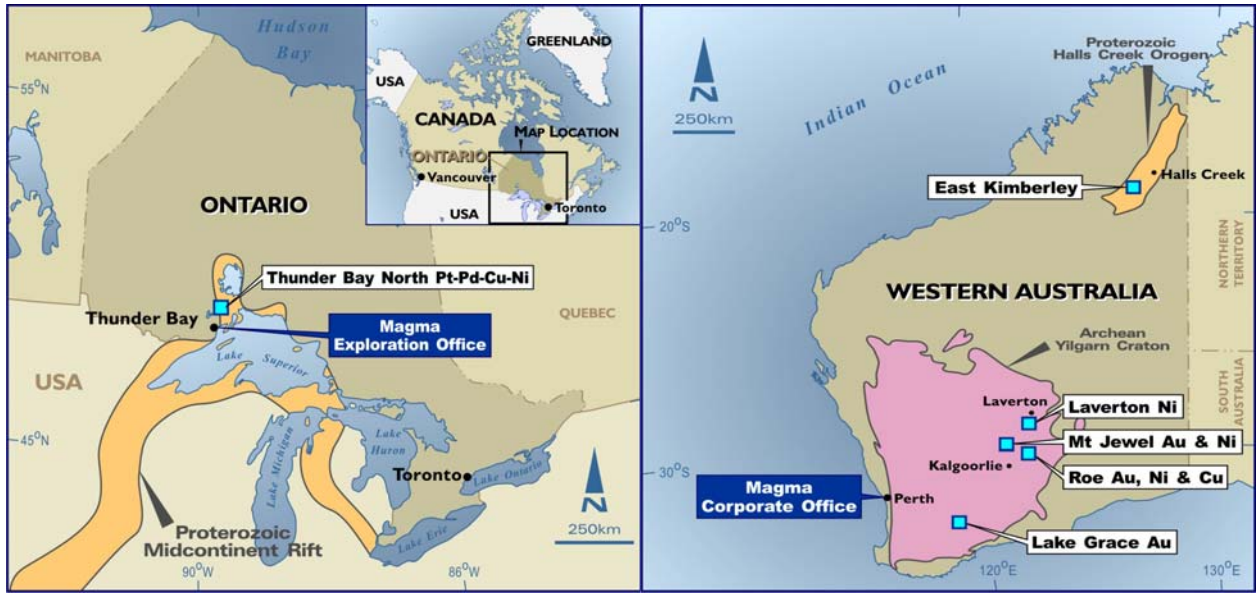 Hudson
Bay
MANITOBA
55°N
GREENLAND
USA
CANADA
MAP LOCATION
ONTARIO
Vancouver
USA
Toronto
ONTARIO
Thunder Bay North Pt-Pd-Cu-Ni
Thunder Bay
Magma
Exploration Office
QUEBEC
Lake Superior
USA
45°N
Lake Michigan
Lake
Huron
Toronto
Lake Ontario
Lake Erie
Proterozoic
Midcontinent Rift
N
250km
90°W
86°W
N
250km
Indian Ocean
Proterozoic
Halls Creek Orogen
Halls Creek
East Kimberley
20°S
NORTHERN
TERRITORY
WESTERN AUSTRALIA
Archean
Yilgarn Craton
SOUTH
AUSTRALIA
Laverton
Laverton Ni
Mt Jewel Au & Ni
Kalgoorlie
Roe Au, Ni & Cu
30°S
Magma
Corporate Office
Perth
Lake Grace Au
120°E
130°E